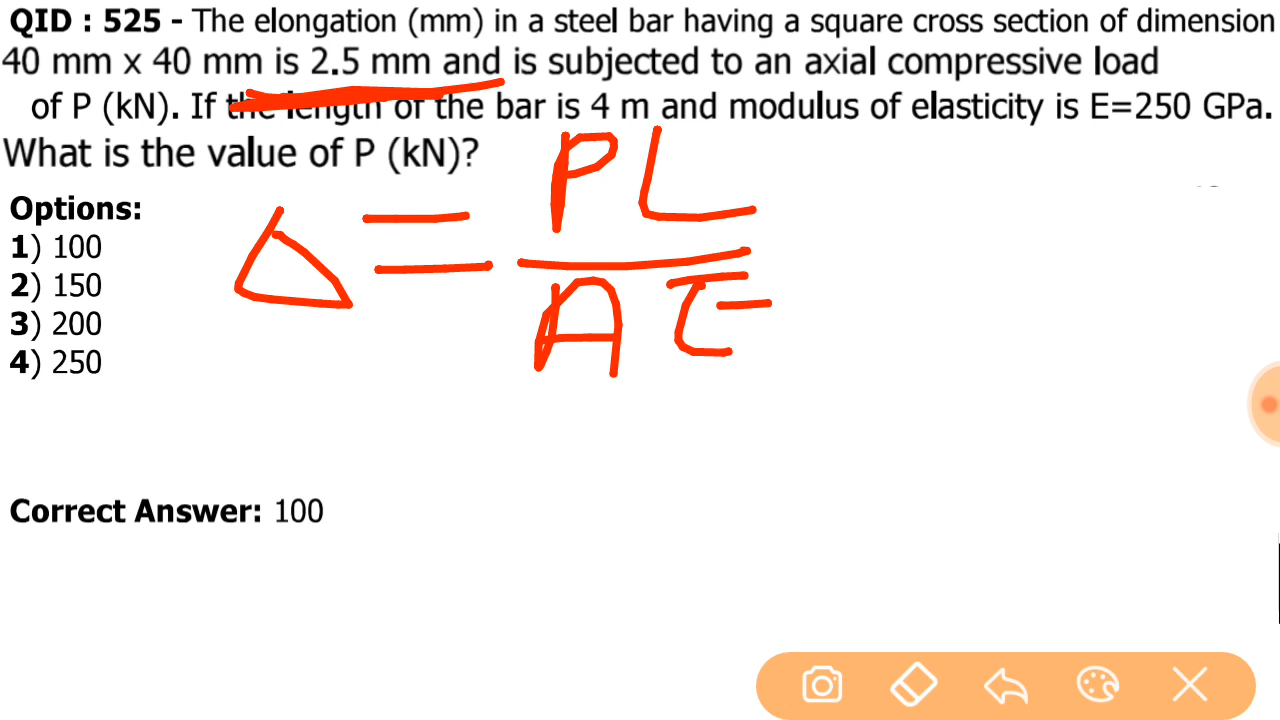 QID : 525 - The elongation (mm) in a steel bar having a square cross section of dimension
40 mm x 40 mm is 2.5 mm and is subjected to an axial compressive load
of P (kN). If the length of the bar is 4 m and modulus of elasticity is E=250 GPa.
What is the value of P (kN)?
Options:
1) 100
2) 150
3) 200
4) 250
Δ = PL
AE
Correct Answer: 100